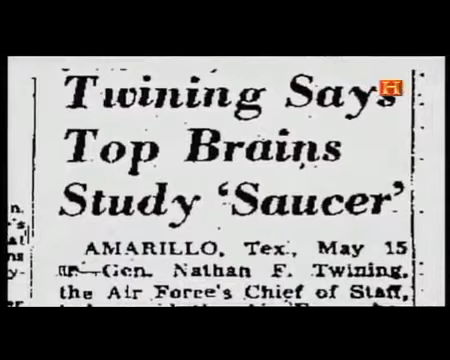 Twining Says
Top Brains
Study 'Saucer'
AMARILLO, Tex., May 15
Gen. Nathan F. Twining,
the Air Force's Chief of Staff,
H